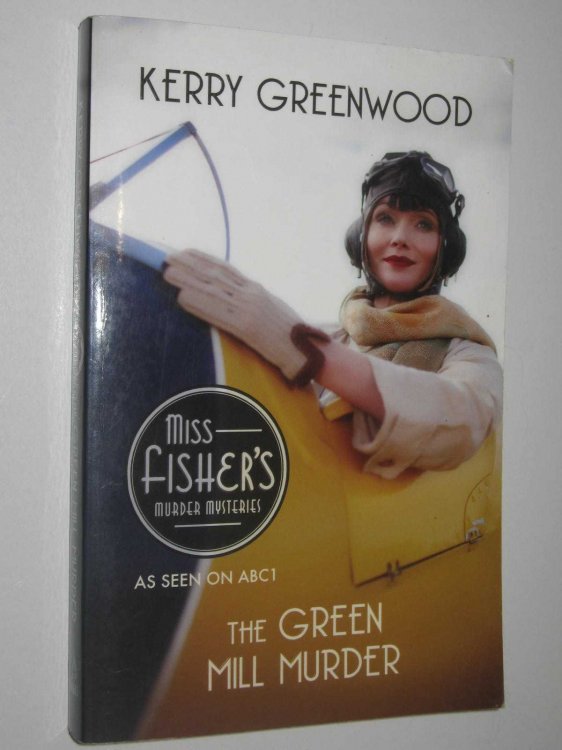 KERRY GREENWOOD
MISS
FISHER'S
MURDER MYSTERIES
AS SEEN ON ABC1
THE GREEN
MILL MURDER